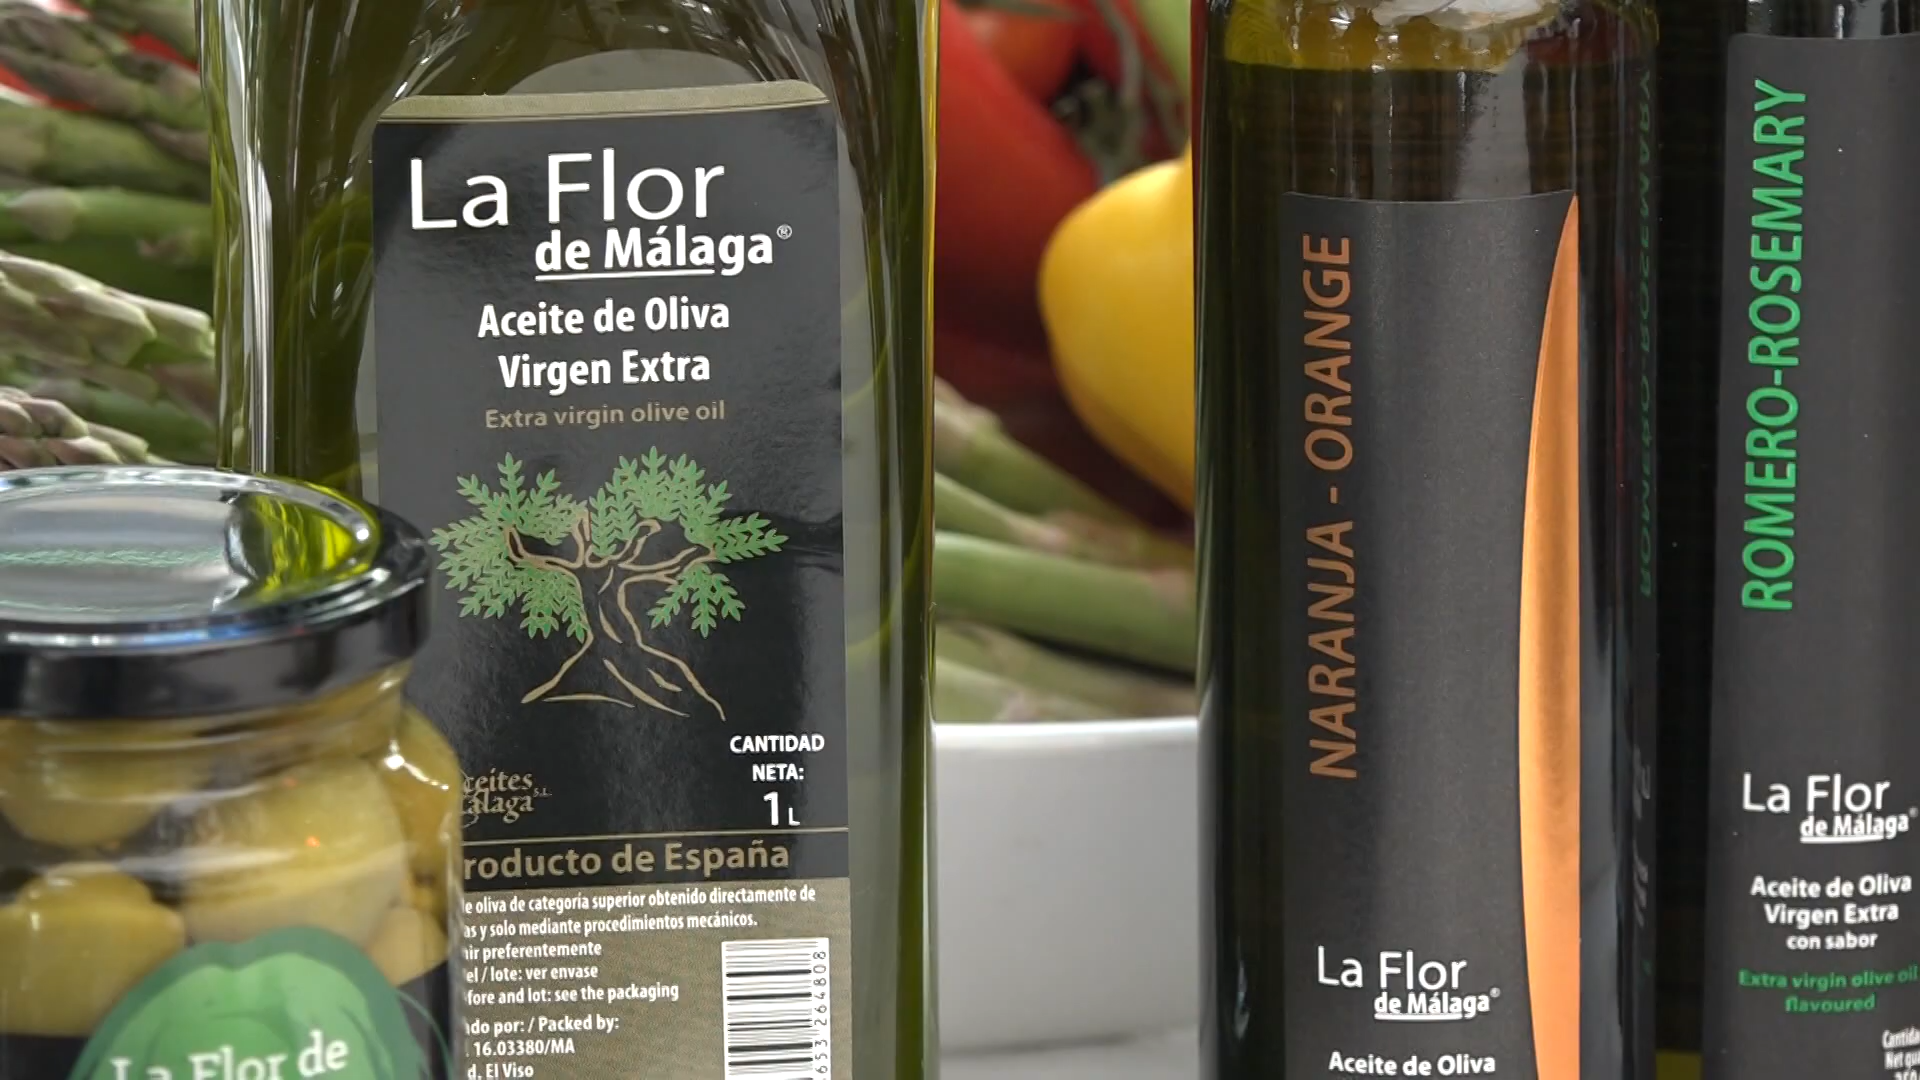 La Flor
de Málaga®
Aceite de Oliva
Virgen Extra
Extra virgin olive oil
CANTIDAD
NETA:
1 L
roducto de España
e oliva de categoría superior obtenido directamente de
as y solo mediante procedimientos mecánicos.
ir preferentemente
el / lote: ver envase
fore and lot: see the packaging
do por: / Packed by:
16.03380/MA
d. El Viso
653264808
La Flor de
NARANJA - ORANGE
La Flor
de Málaga®
Aceite de Oliva
ROMERO-ROSEMARY
La Flor
de Málaga®
Aceite de Oliva
Virgen Extra
con sabor
Extra virgin olive oil
flavoured